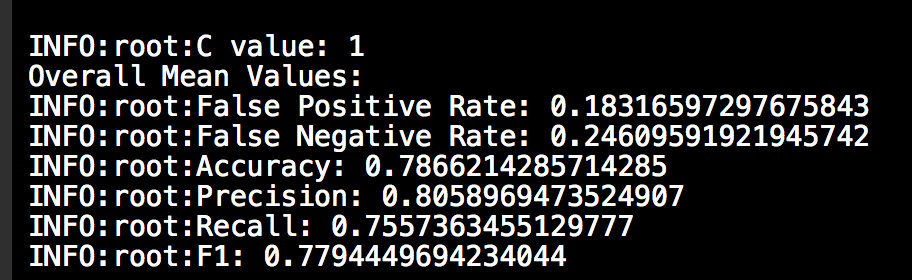 INFO:root:C value: 1
Overall Mean Values:
INFO:root:False Positive Rate: 0.18316597297675843
INFO:root:False Negative Rate: 0.24609591921945742
INFO:root:Accuracy: 0.7866214285714285
INFO:root:Precision: 0.8058969473524907
INFO:root:Recall: 0.7557363455129777
INFO:root:F1: 0.7794449694234044